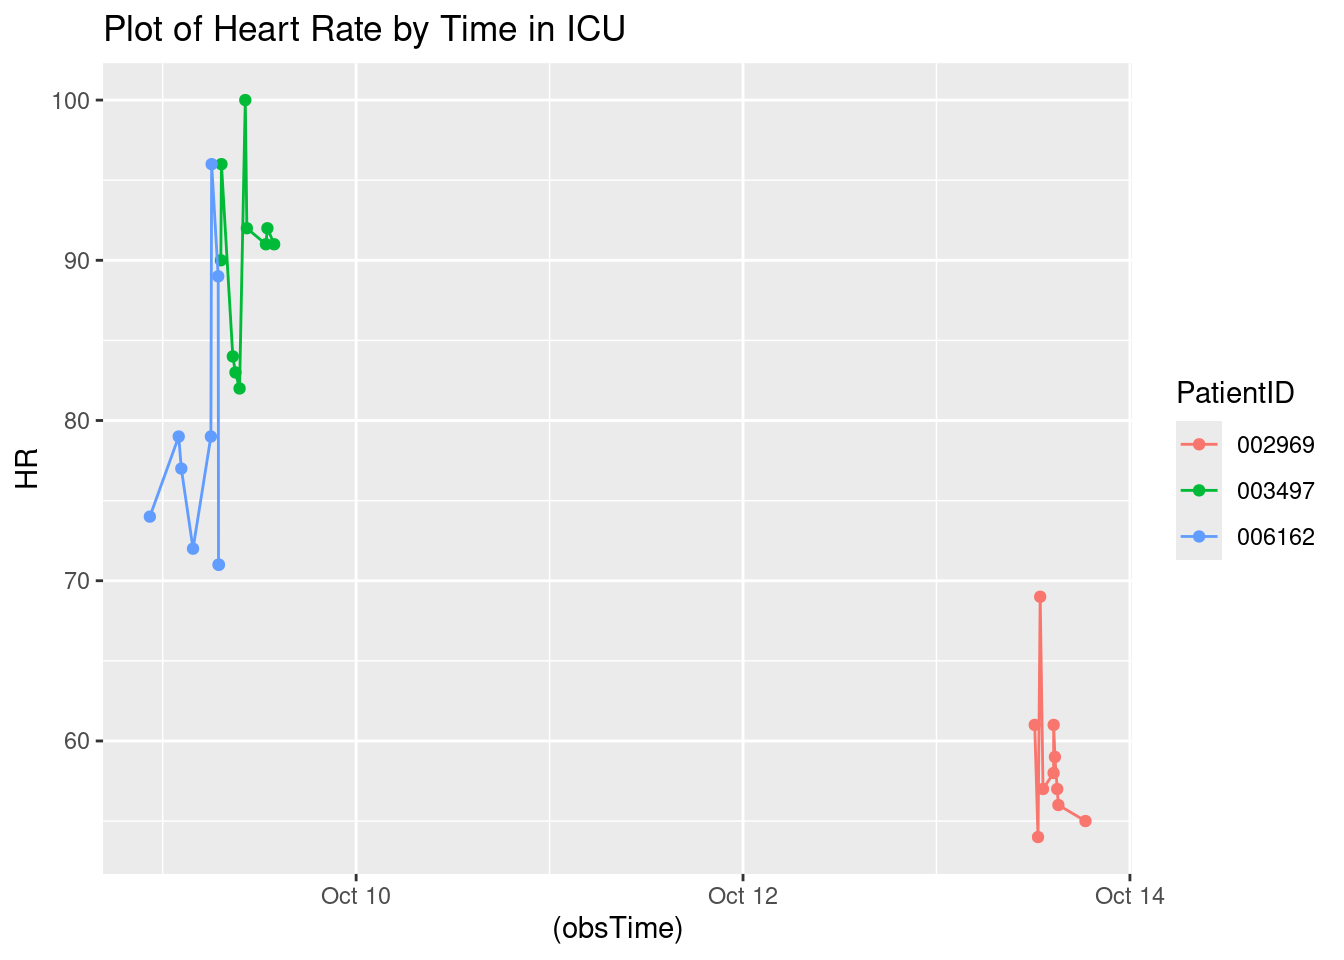 Plot of Heart Rate by Time in ICU
100
90
80
70
60
HR
Oct 10
Oct 12
Oct 14
(obsTime)
PatientID
002969
003497
006162